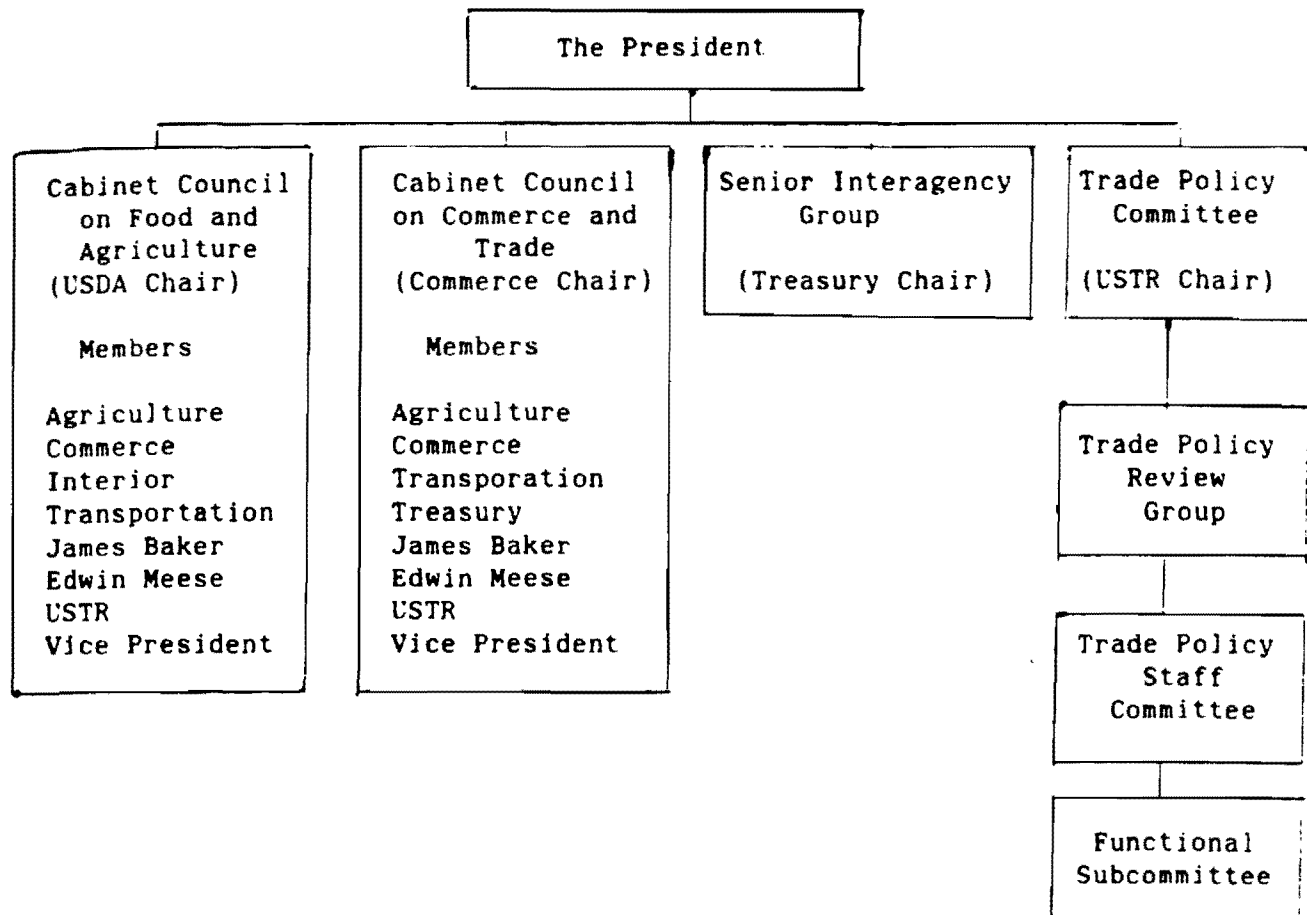 The President
Cabinet Council
on Food and
Agriculture
(USDA Chair)
Members
Agriculture
Commerce
Interior
Transportation
James Baker
Edwin Meese
USTR
Vice President
Cabinet Council
on Commerce and
Trade
(Commerce Chair)
Members
Agriculture
Commerce
Transporation
Treasury
James Baker
Edwin Meese
USTR
Vice President
Senior Interagency
Group
(Treasury Chair)
Trade Policy
Committee
(USTR Chair)
Trade Policy
Review
Group
Trade Policy
Staff
Committee
Functional
Subcommittee